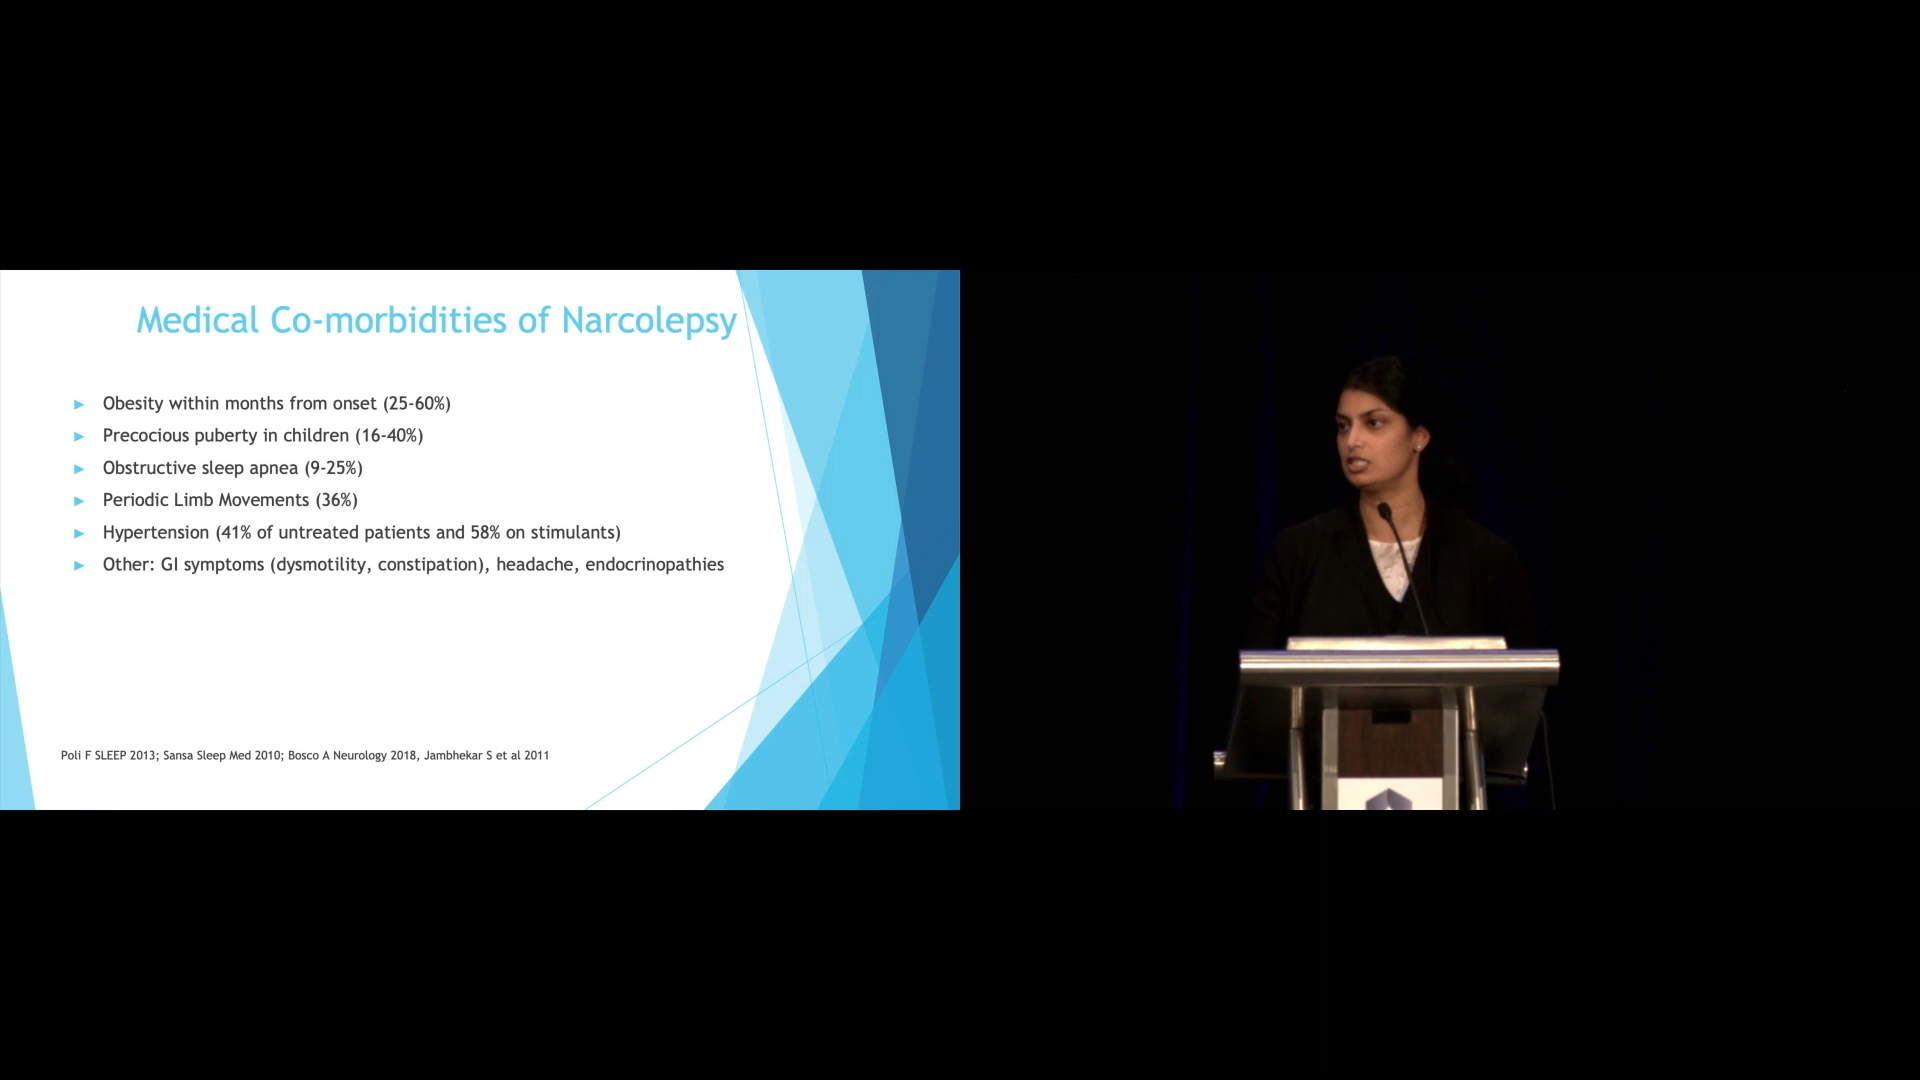 Medical Co-morbidities of Narcolepsy
► Obesity within months from onset (25-60%)
► Precocious puberty in children (16-40%)
► Obstructive sleep apnea (9-25%)
► Periodic Limb Movements (36%)
► Hypertension (41% of untreated patients and 58% on stimulants)
► Other: GI symptoms (dysmotility, constipation), headache, endocrinopathies
Poli F SLEEP 2013; Sansa Sleep Med 2010; Bosco A Neurology 2018, Jambhekar S et al 2011